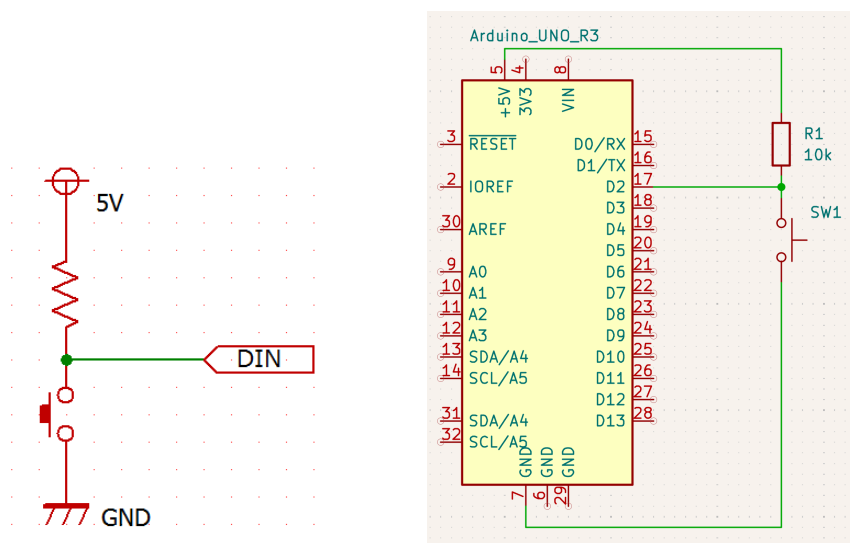 5V
DIN
GND
Arduino_UNO_R3
5
4
8
+5V
3V3
VIN
3
RESET
D0/RX
15
D1/TX
16
2
IOREF
D2
17
D3
18
30
AREF
D4
19
D5
20
9
A0
D6
21
10
A1
D7
22
11
A2
D8
23
12
A3
D9
24
13
SDA/A4
D10
25
14
SCL/A5
D11
26
D12
27
31
SDA/A4
D13
28
32
SCL/A5
GND
GND
GND
7
6
29
R1
10k
SW1